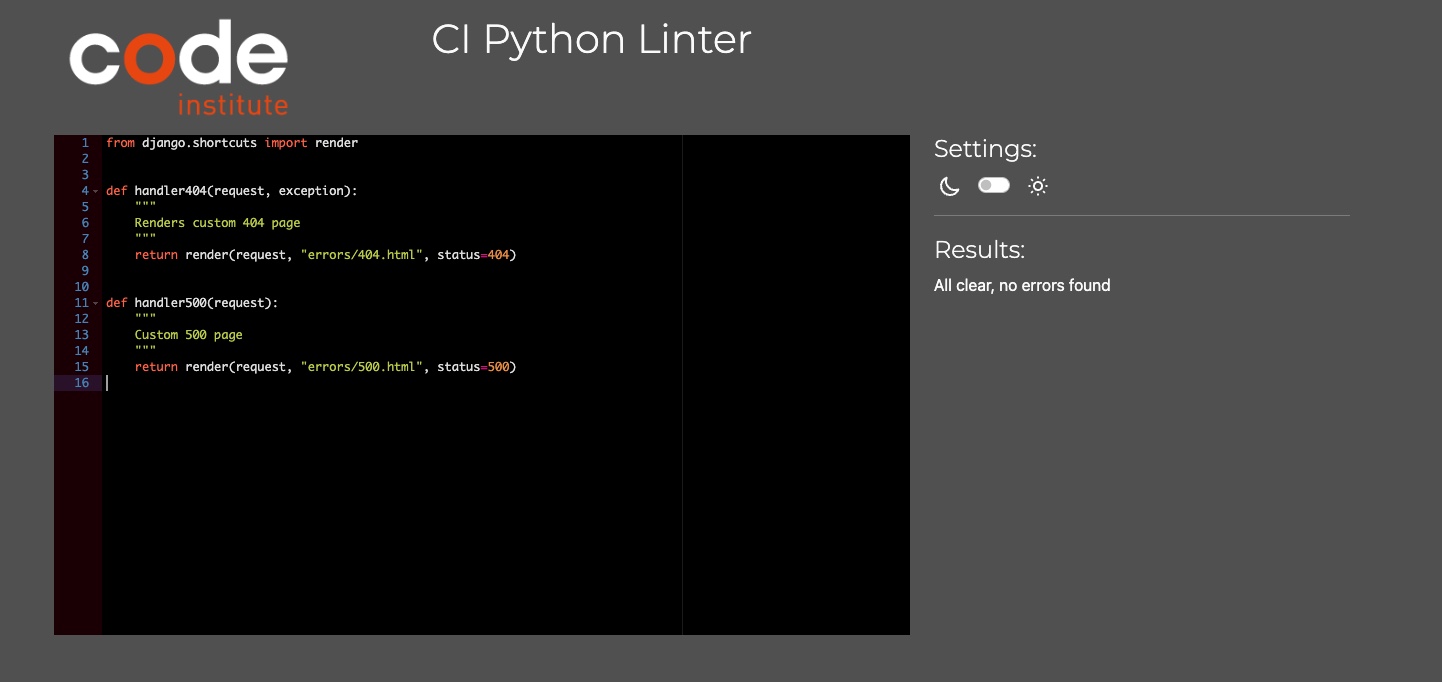 code
institute
CI Python Linter
1 from django.shortcuts import render
2
3
4 def handler404(request, exception):
5     """
6     Renders custom 404 page
7     """
8     return render(request, "errors/404.html", status=404)
9
10
11 def handler500(request):
12     """
13     Custom 500 page
14     """
15     return render(request, "errors/500.html", status=500)
16
Settings:
Results:
All clear, no errors found